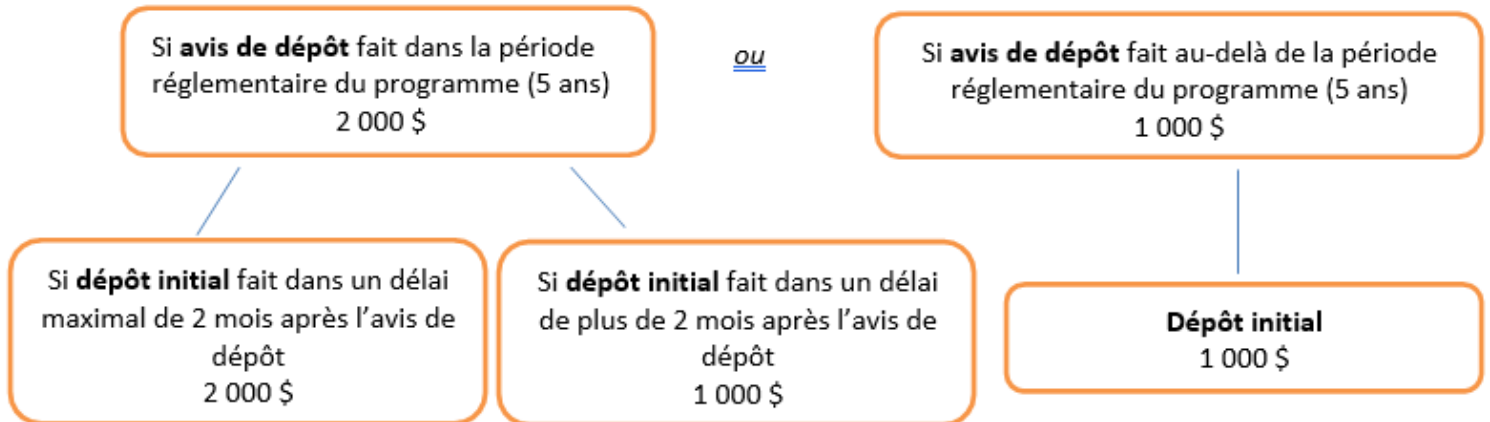 Si avis de dépôt fait dans la période
réglementaire du programme (5 ans)
2 000 $
ou
Si avis de dépôt fait au-delà de la période
réglementaire du programme (5 ans)
1 000 $
Si dépôt initial fait dans un délai
maximal de 2 mois après l’avis de
dépôt
2 000 $
Si dépôt initial fait dans un délai
de plus de 2 mois après l’avis de
dépôt
1 000 $
Dépôt initial
1 000 $